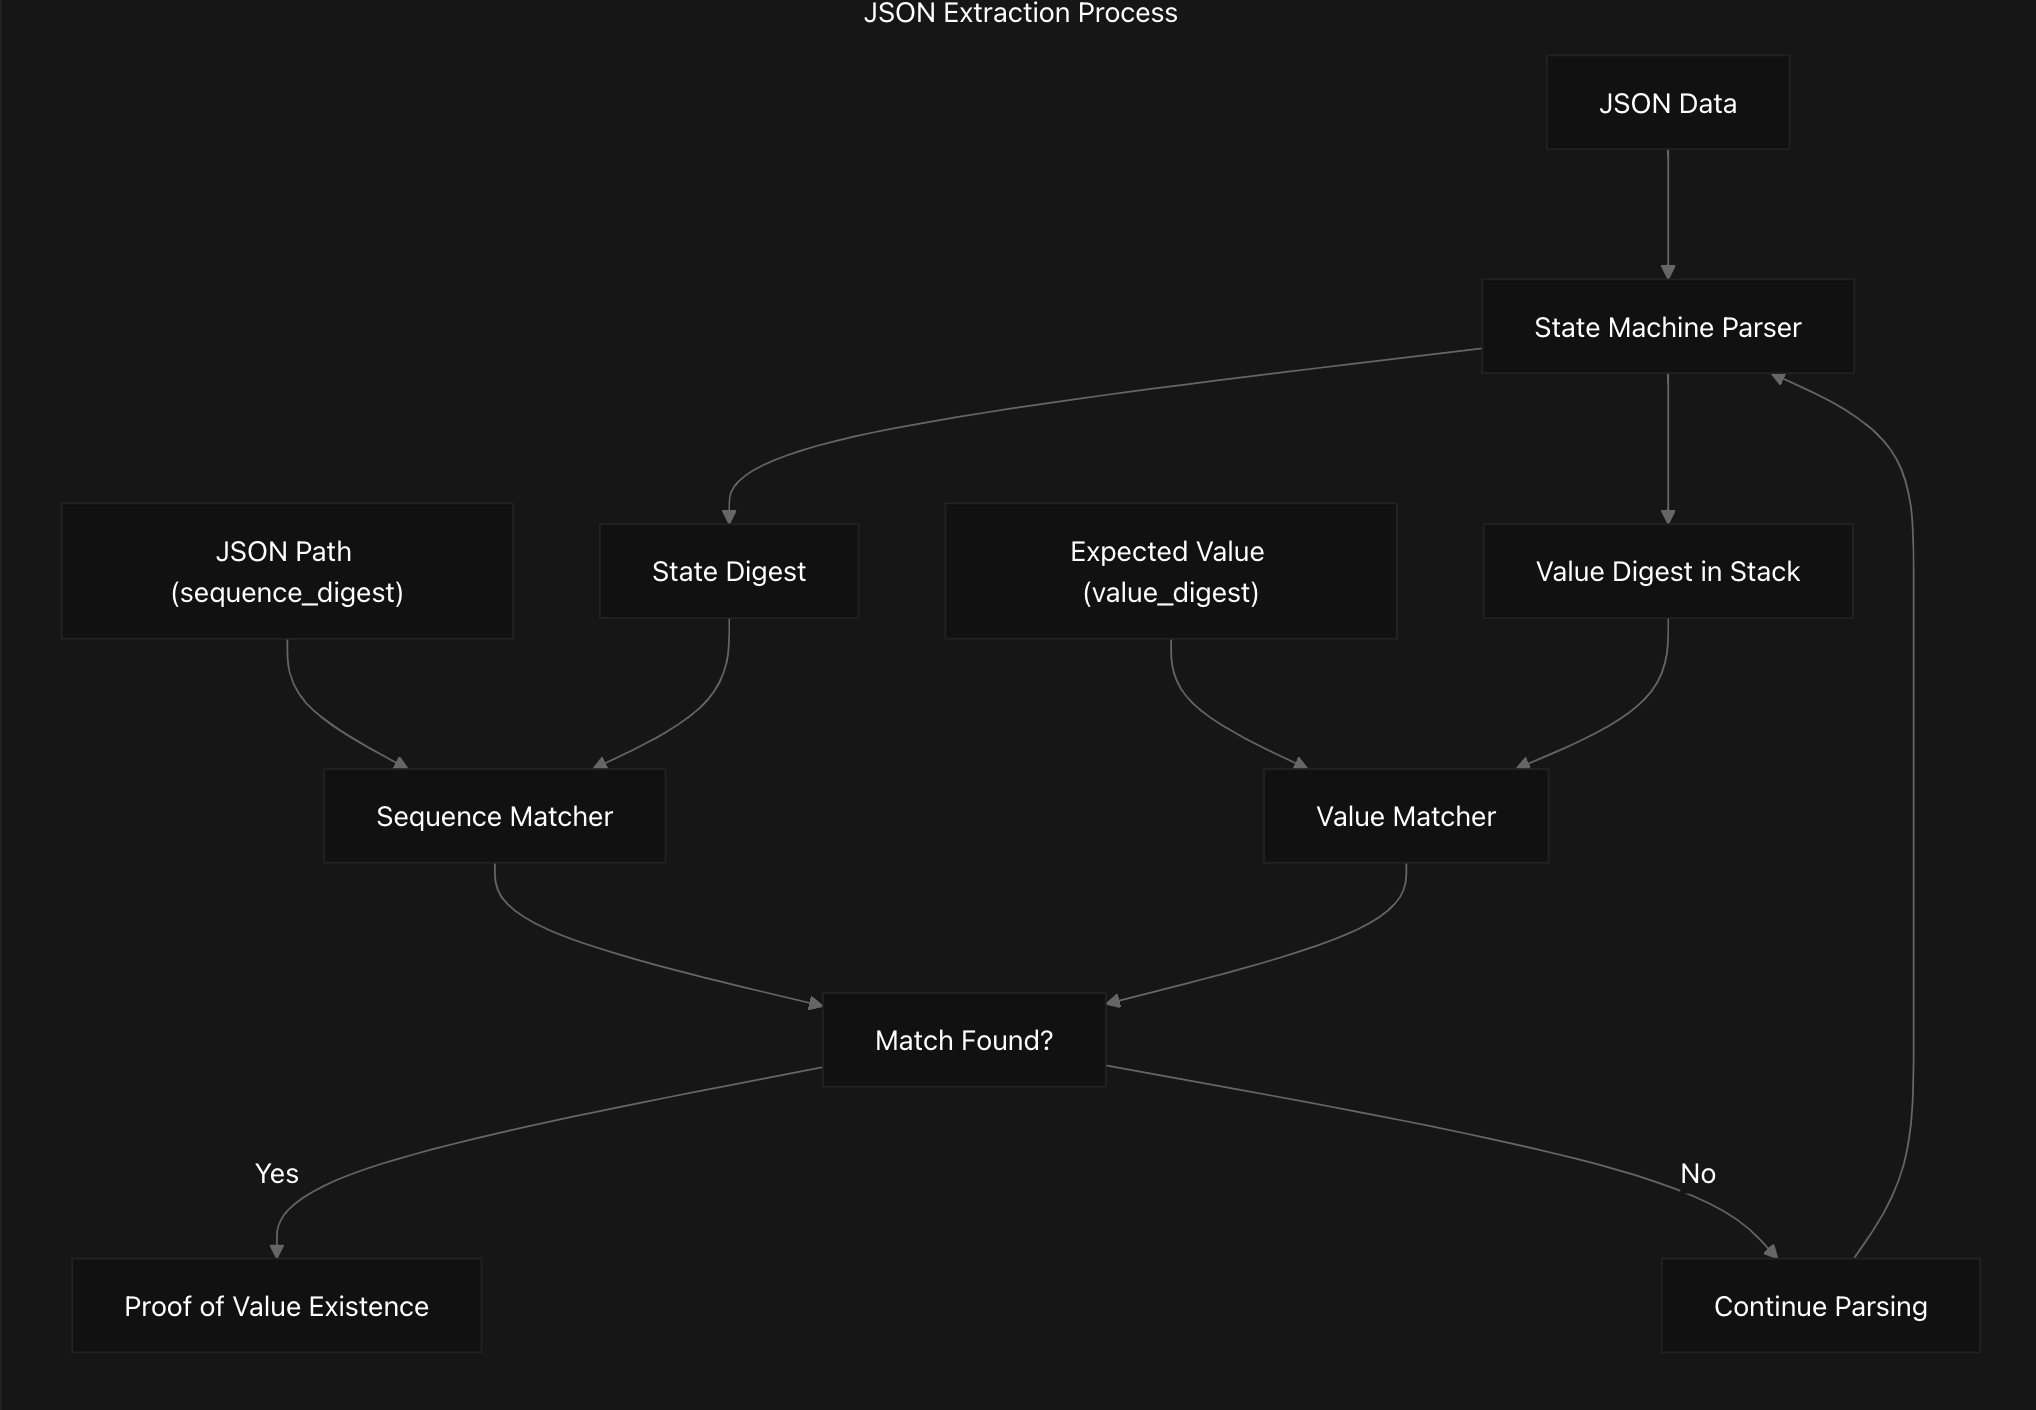 JSON Extraction Process
JSON Data
State Machine Parser
JSON Path
(sequence_digest)
State Digest
Expected Value
(value_digest)
Value Digest in Stack
Sequence Matcher
Value Matcher
Match Found?
Yes
No
Proof of Value Existence
Continue Parsing